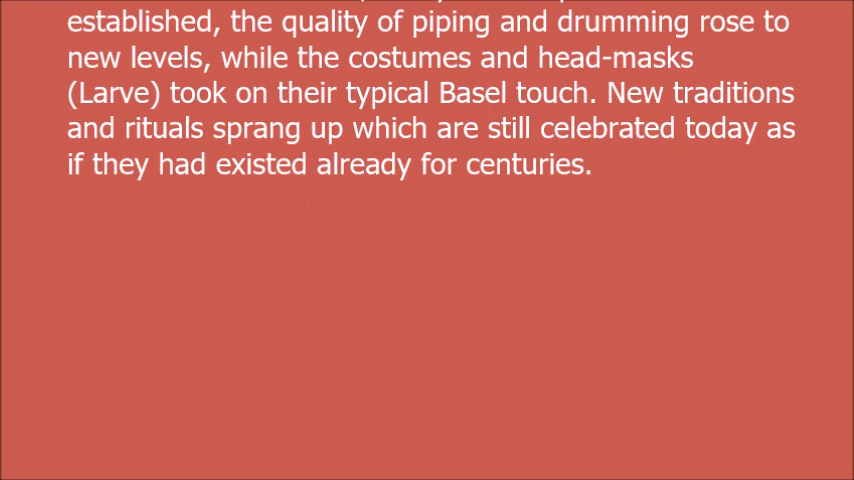 established, the quality of piping and drumming rose to
new levels, while the costumes and head-masks
(Larve) took on their typical Basel touch. New traditions
and rituals sprang up which are still celebrated today as
if they had existed already for centuries.